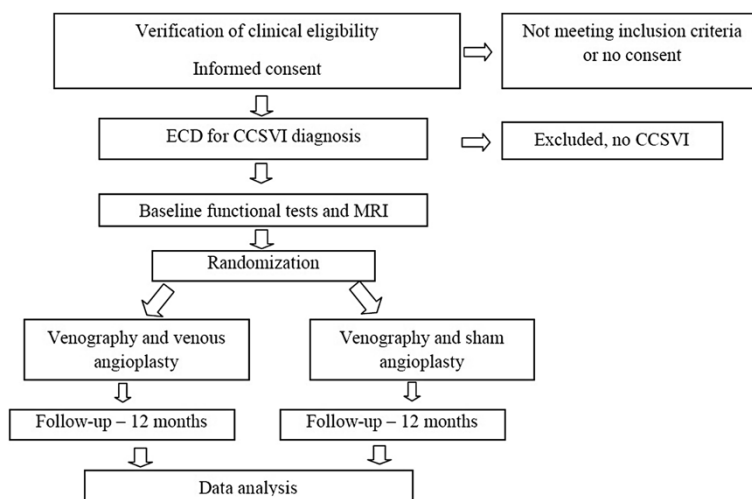 Verification of clinical eligibility
Informed consent
Not meeting inclusion criteria
or no consent
ECD for CCSVI diagnosis
Excluded, no CCSVI
Baseline functional tests and MRI
Randomization
Venography and venous
angioplasty
Venography and sham
angioplasty
Follow-up – 12 months
Follow-up – 12 months
Data analysis